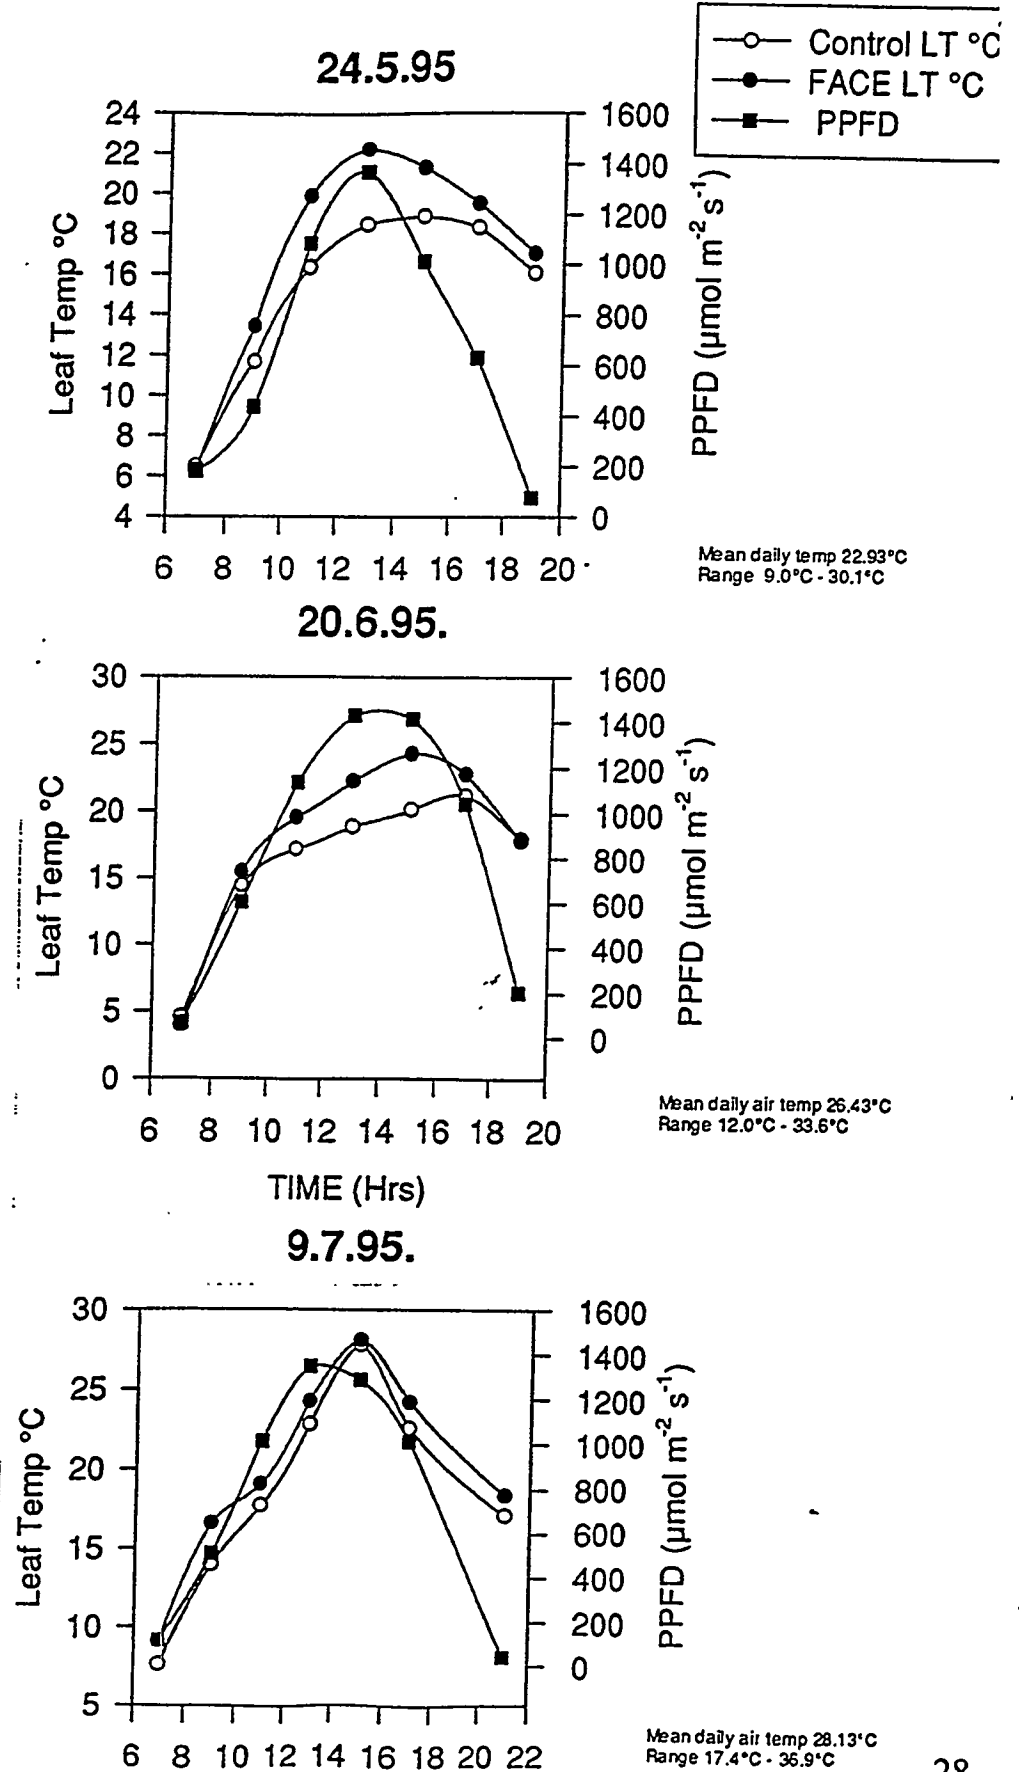 Control LT ºC
FACE LT ºC
PPFD
24.5.95
24
22
20
18
16
14
12
10
8
6
4
Leaf Temp ºC
1600
1400
1200
1000
800
600
400
200
0
PPFD (µmol m-2 s-1)
6 8 10 12 14 16 18 20
Mean daily temp 22.93°C
Range 9.0°C - 30.1°C
20.6.95.
30
25
20
15
10
5
0
Leaf Temp ºC
1600
1400
1200
1000
800
600
400
200
0
PPFD (µmol m-2 s-1)
6 8 10 12 14 16 18 20
Mean daily air temp 26.43°C
Range 12.0°C - 33.6°C
TIME (Hrs)
9.7.95.
30
25
20
15
10
5
Leaf Temp ºC
1600
1400
1200
1000
800
600
400
200
0
PPFD (µmol m-2 s-1)
6 8 10 12 14 16 18 20 22
Mean daily air temp 28.13°C
Range 17.4°C - 36.9°C